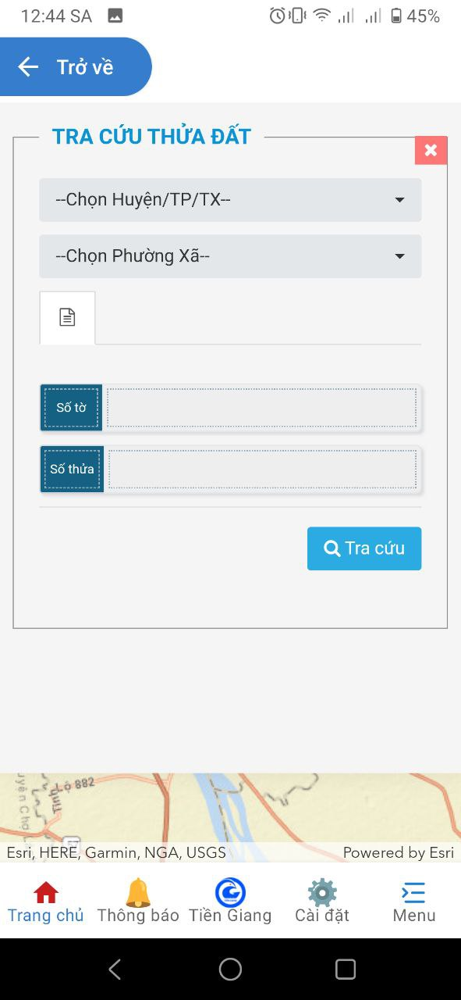 12:44 SA
45%
Trở về
TRA CỨU THỬA ĐẤT
--Chọn Huyện/TP/TX--
--Chọn Phường Xã--
Số tờ
Số thửa
Tra cứu
Lộ 882
Tỉnh
Esri, HERE, Garmin, NGA, USGS
Powered by Esri
Trang chủ
Thông báo
Tiền Giang
Cài đặt
Menu